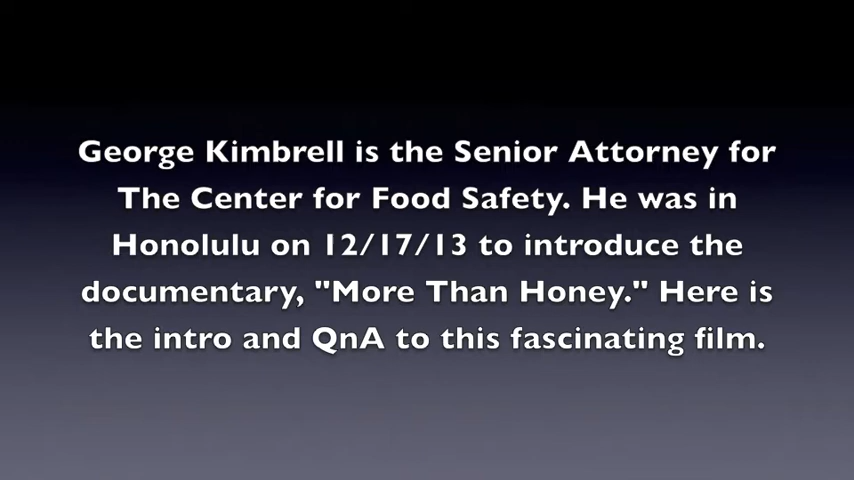 George Kimbrell is the Senior Attorney for
The Center for Food Safety. He was in
Honolulu on 12/17/13 to introduce the
documentary, "More Than Honey." Here is
the intro and QnA to this fascinating film.